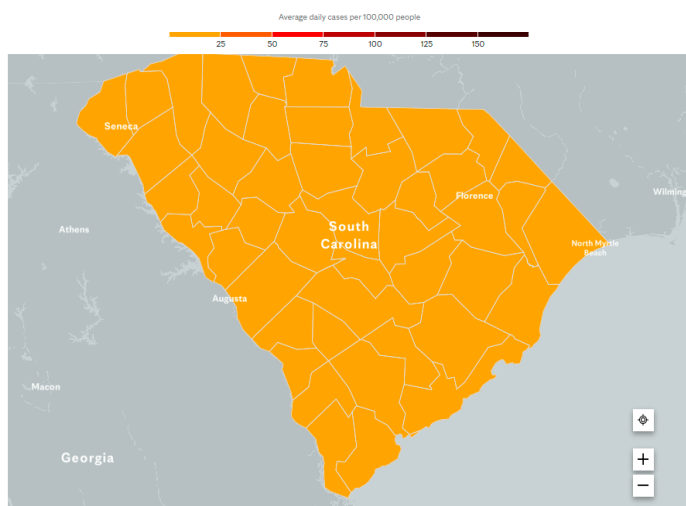 Average daily cases per 100,000 people
25 50 75 100 125 150
Seneca
Florence
Wilming
Athens
South
Carolina
North Myrtle
Beach
Augusta
Macon
Georgia
+
−